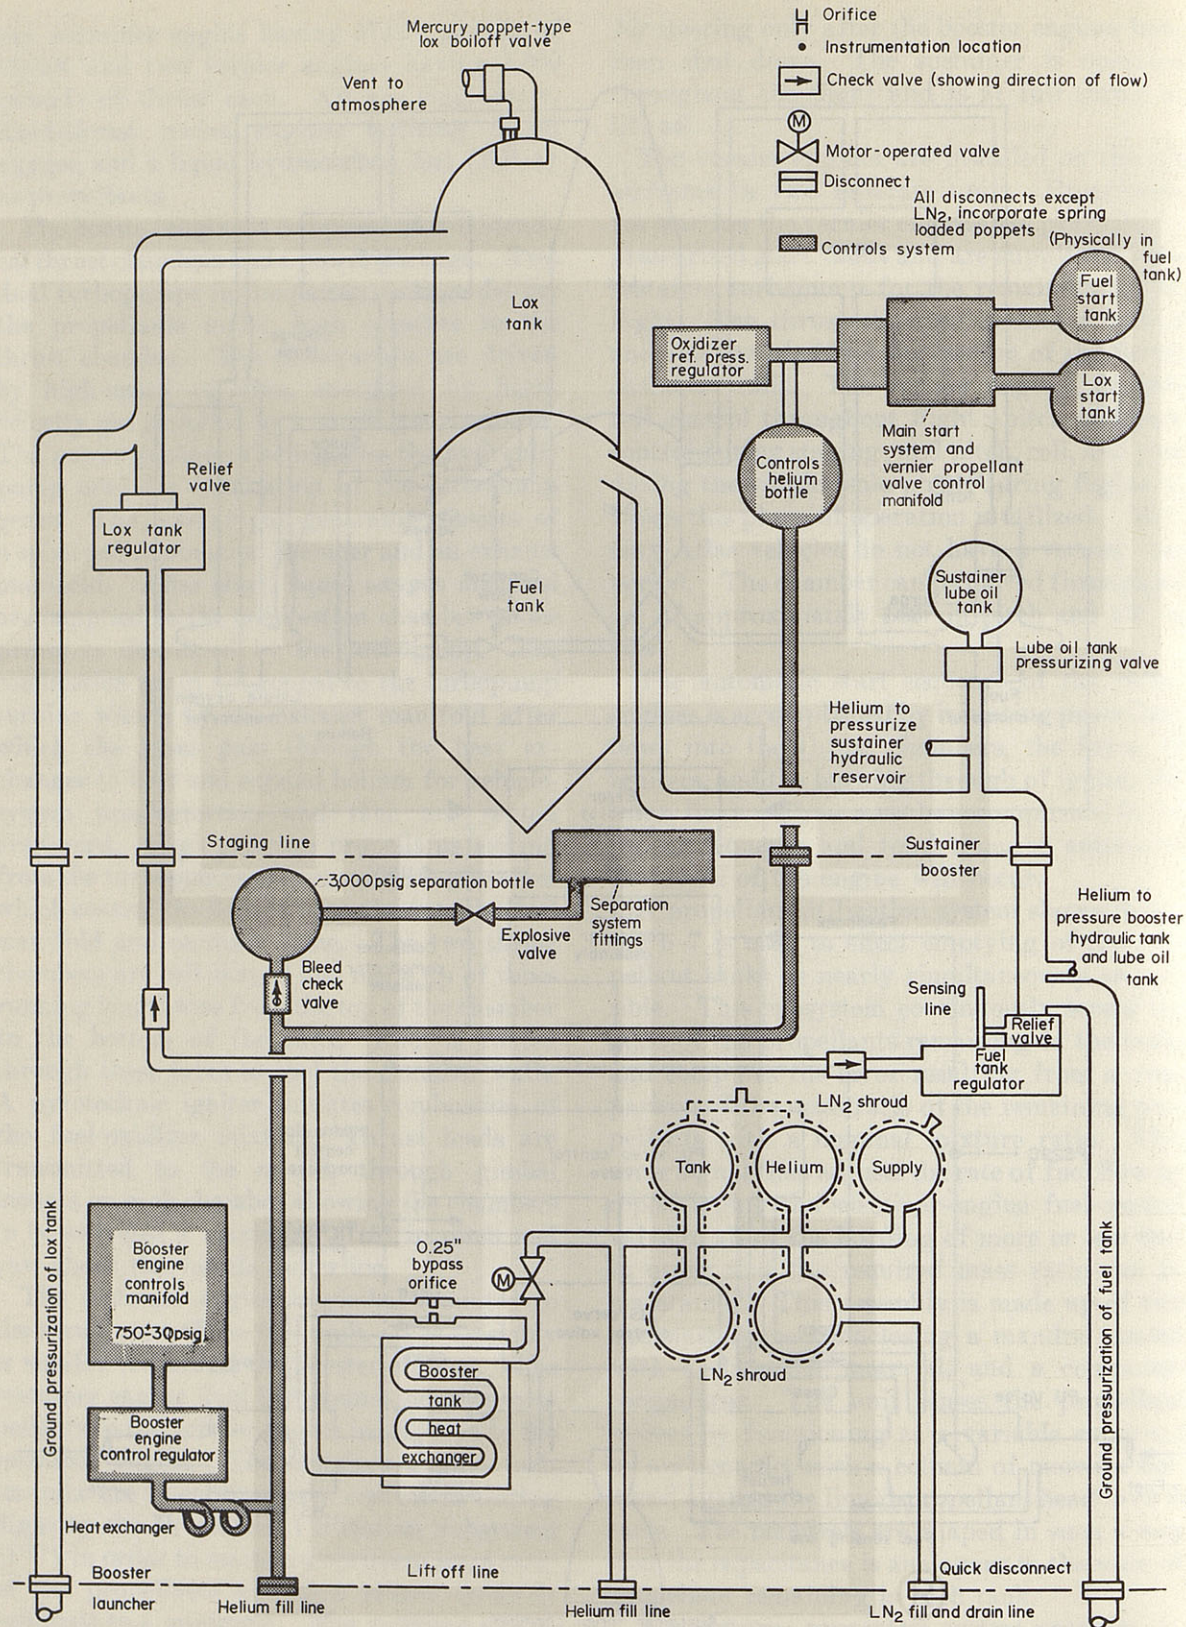 Mercury poppet-type
lox boiloff valve
Vent to
atmosphere
Orifice
Instrumentation location
Check valve (showing direction of flow)
M
Motor-operated valve
Disconnect
All disconnects except
LN2, incorporate spring
loaded poppets
Controls system
(Physically in
fuel
tank)
Fuel
start
tank
Lox
start
tank
Lox
tank
Oxidizer
ref. press.
regulator
Main start
system and
vernier propellant
valve control
manifold
Controls
helium
bottle
Relief
valve
Lox tank
regulator
Fuel
tank
Sustainer
lube oil
tank
Lube oil tank
pressurizing valve
Helium to
pressurize
sustainer
hydraulic
reservoir
Staging line
Sustainer
booster
3,000 psig separation bottle
Explosive
valve
Separation
system
fittings
Bleed
check
valve
Helium to
pressure booster
hydraulic tank
and lube oil
tank
Sensing
line
Relief
valve
Fuel
tank
regulator
LN2 shroud
Tank
Helium
Supply
LN2 shroud
0.25"
bypass
orifice
M
Booster
tank
heat
exchanger
Booster
engine
controls
manifold
750±30psig
Booster
engine
control regulator
Heat exchanger
Ground pressurization of lox tank
Ground pressurization of fuel tank
Booster
launcher
Lift off line
Quick disconnect
Helium fill line
Helium fill line
LN2 fill and drain line